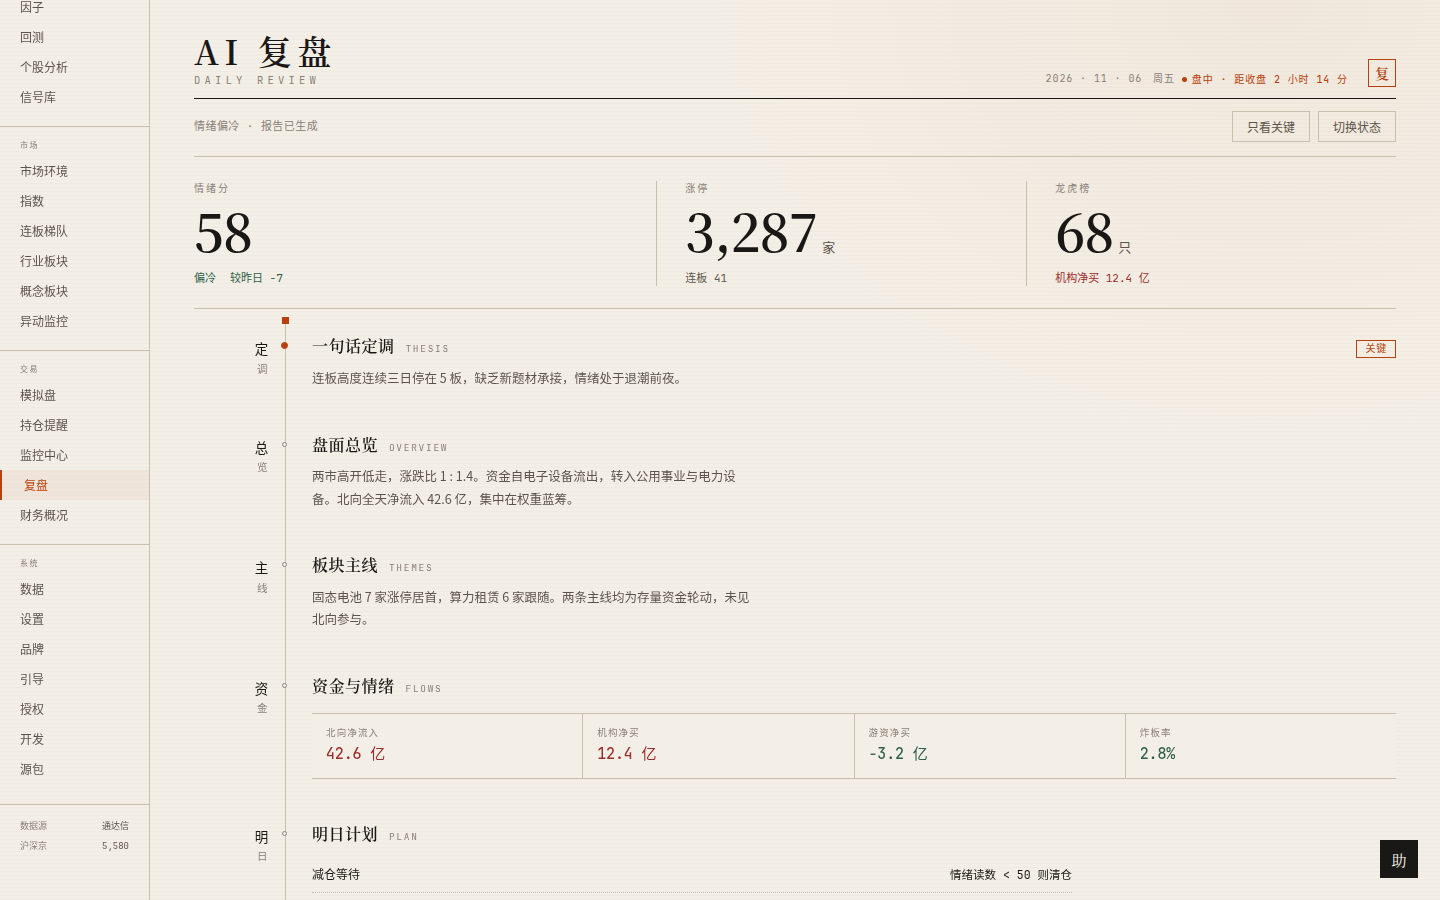 因子
回测
个股分析
信号库
市场
市场环境
指数
连板梯队
行业板块
概念板块
异动监控
交易
模拟盘
持仓提醒
监控中心
复盘
财务概况
系统
数据
设置
品牌
引导
授权
开发
源包
数据源 通达信
沪深京 5,580
AI 复盘
DAILY REVIEW
2026 · 11 · 06 周五 盘中 · 距收盘 2 小时 14 分
复
情绪偏冷 · 报告已生成
只看关键
切换状态
情绪分
58
偏冷 较昨日 -7
涨停
3,287 家
连板 41
龙虎榜
68 只
机构净买 12.4 亿
定调
一句话定调 THESIS
关键
连板高度连续三日停在 5 板，缺乏新题材承接，情绪处于退潮前夜。
总览
盘面总览 OVERVIEW
两市高开低走，涨跌比 1 : 1.4。资金自电子设备流出，转入公用事业与电力设
备。北向全天净流入 42.6 亿，集中在权重蓝筹。
主线
板块主线 THEMES
固态电池 7 家涨停居首，算力租赁 6 家跟随。两条主线均为存量资金轮动，未见
北向参与。
资金
资金与情绪 FLOWS
北向净流入
42.6 亿
机构净买
12.4 亿
游资净买
-3.2 亿
炸板率
2.8%
明日
明日计划 PLAN
减仓等待 情绪读数 < 50 则清仓
助